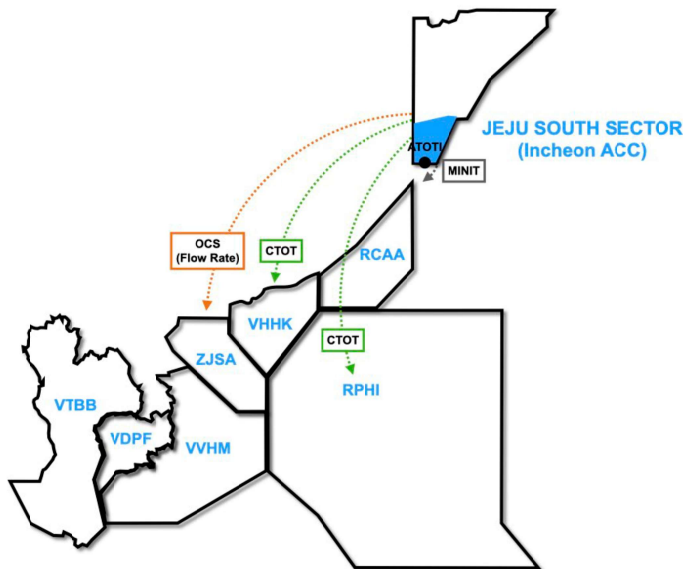 JEJU SOUTH SECTOR
(Incheon ACC)
ATOTI
MINIT
OCS
(Flow Rate)
CTOT
RCAA
VHHK
CTOT
ZJSA
RPHI
VTBB
VDPF
VVHM